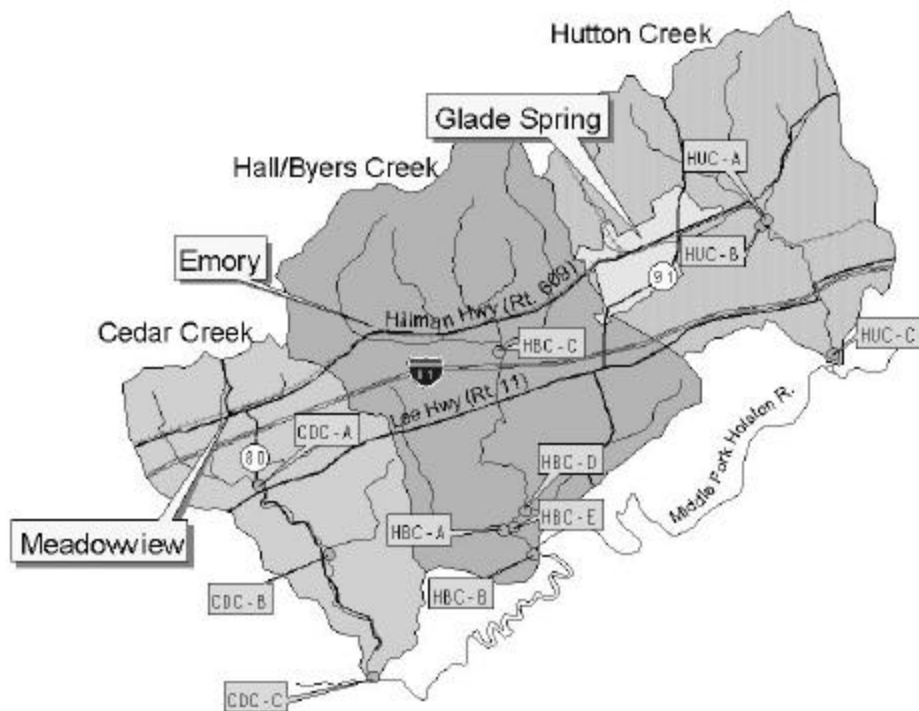 Hutton Creek
Glade Spring
HUC-A
Hall/Byers Creek
Emory
HUC-B
91
Hillman Hwy (Rt. 609)
Cedar Creek
HUC-C
HBC-C
81
Lee Hwy (Rt. 11)
CDC-A
80
Middle Fork Holston R.
HBC-D
HBC-E
HBC-A
Meadowview
HBC-B
CDC-B
CDC-C